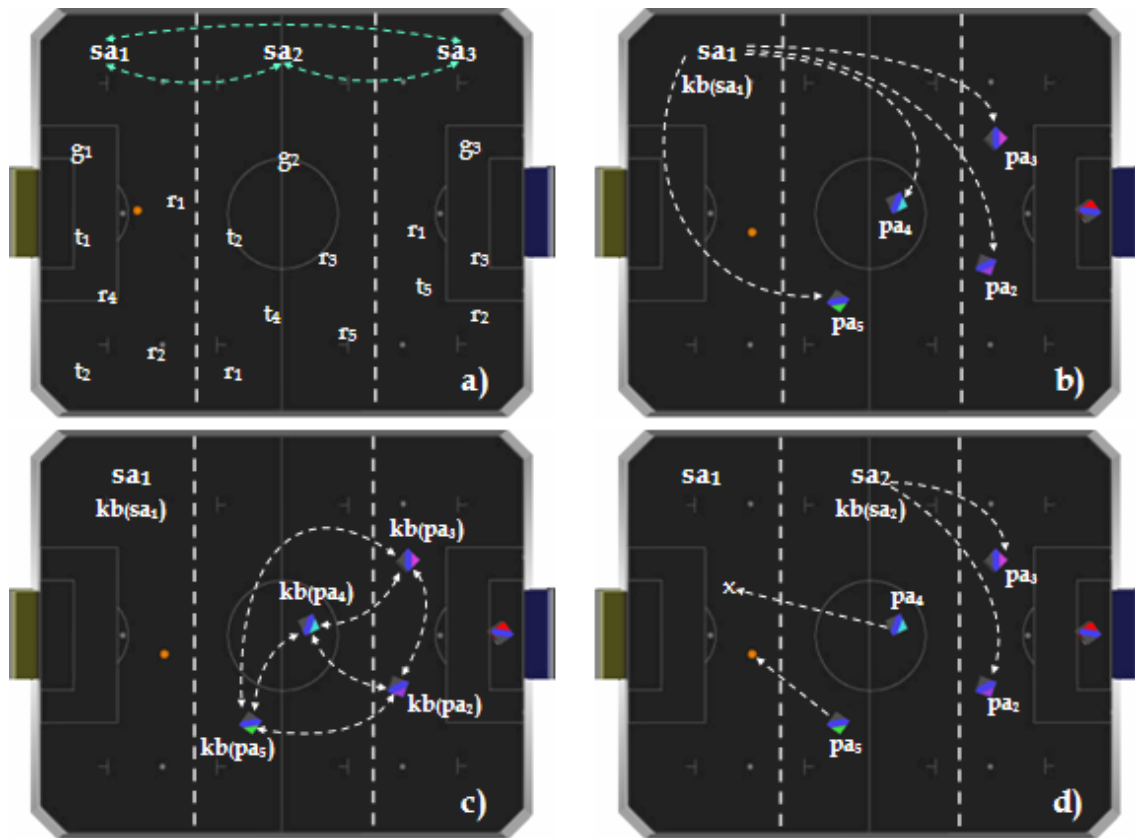 sa₁ sa₂ sa₃
g₁ g₂ g₃
r₁ r₁
t₁ t₂ r₃ r₃
r₄ t₄ t₅ r₂
r₂ r₅
t₂ r₁ a)
sa₁
kb(sa₁)
pa₃
pa₄
pa₂
pa₅
b)
sa₁
kb(sa₁)
kb(pa₃)
kb(pa₄)
kb(pa₂)
kb(pa₅)
c)
sa₁ sa₂
kb(sa₂)
pa₃
x pa₄
pa₂
pa₅
d)